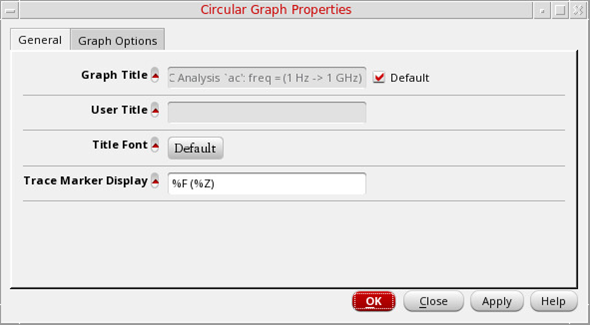 Circular Graph Properties
General Graph Options
Graph Title C Analysis `ac': freq = (1 Hz -> 1 GHz) Default
User Title
Title Font Default
Trace Marker Display %F (%Z)
OK Close Apply Help